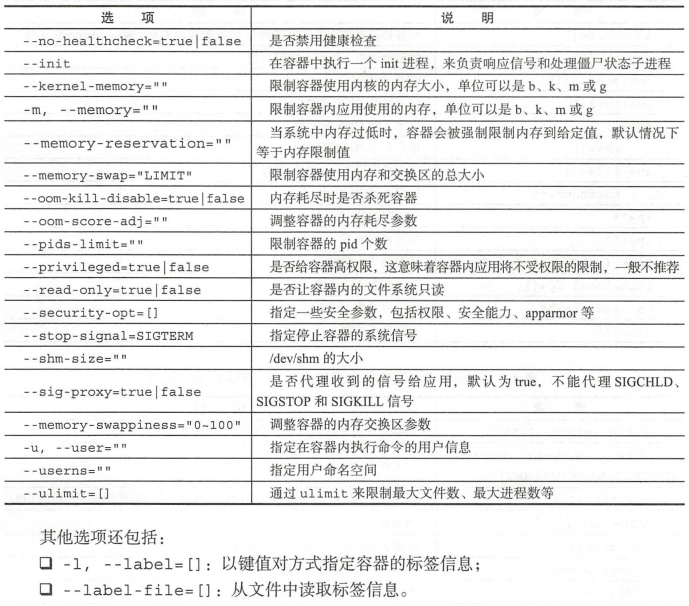 选 项 说 明
--no-healthcheck=true|false 是否禁用健康检查
--init 在容器中执行一个 init 进程，来负责响应信号和处理僵尸状态子进程
--kernel-memory="" 限制容器使用内核的内存大小，单位可以是 b、k、m 或 g
-m, --memory="" 限制容器内应用使用的内存，单位可以是 b、k、m 或 g
--memory-reservation="" 当系统中内存过低时，容器会被强制限制内存到给定值，默认情况下
等于内存限制值
--memory-swap="LIMIT" 限制容器使用内存和交换区的总大小
--oom-kill-disable=true|false 内存耗尽时是否杀死容器
--oom-score-adj="" 调整容器的内存耗尽参数
--pids-limit="" 限制容器的 pid 个数
--privileged=true|false 是否给容器高权限，这意味着容器内应用将不受权限的限制，一般不推荐
--read-only=true|false 是否让容器内的文件系统只读
--security-opt=[] 指定一些安全参数，包括权限、安全能力、apparmor 等
--stop-signal=SIGTERM 指定停止容器的系统信号
--shm-size="" /dev/shm 的大小
--sig-proxy=true|false 是否代理收到的信号给应用，默认为 true，不能代理 SIGCHLD、
SIGSTOP 和 SIGKILL 信号
--memory-swappiness="0~100" 调整容器的内存交换区参数
-u, --user="" 指定在容器内执行命令的用户信息
--userns="" 指定用户命名空间
--ulimit=[] 通过 ulimit 来限制最大文件数、最大进程数等
其他选项还包括：
❑ -l, --label=[]：以键值对方式指定容器的标签信息；
❑ --label-file=[]：从文件中读取标签信息。